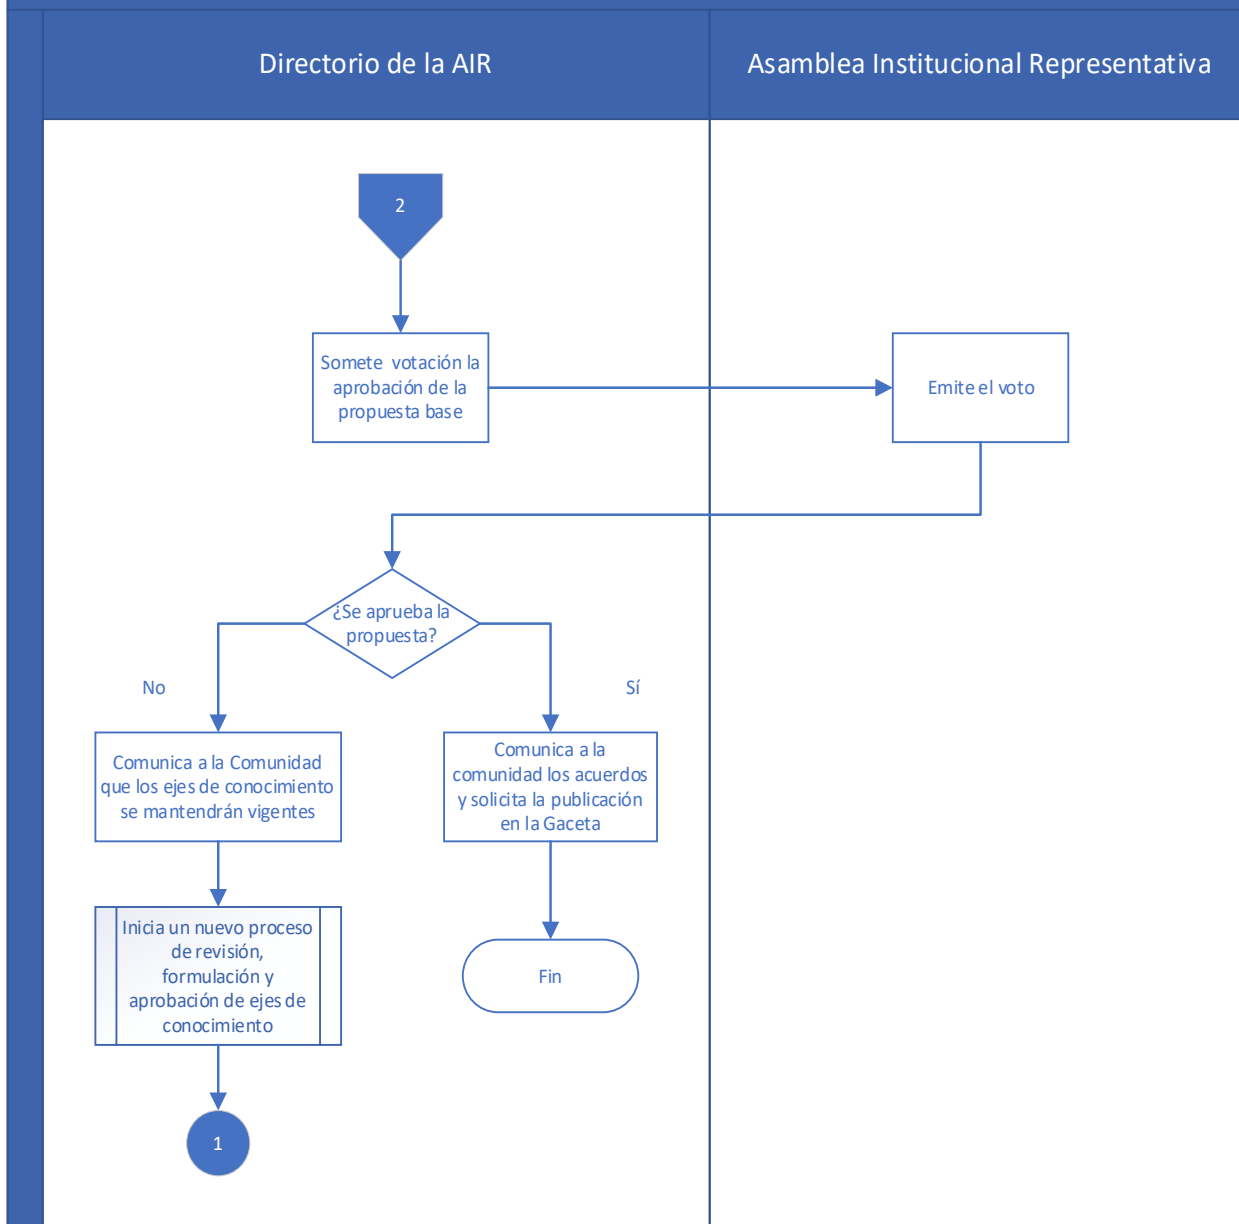 Directorio de la AIR
Asamblea Institucional Representativa
2
Somete votación la
aprobación de la
propuesta base
Emite el voto
¿Se aprueba la
propuesta?
No
Sí
Comunica a la Comunidad
que los ejes de conocimiento
se mantendrán vigentes
Comunica a la
comunidad los acuerdos
y solicita la publicación
en la Gaceta
Inicia un nuevo proceso
de revisión,
formulación y
aprobación de ejes de
conocimiento
Fin
1